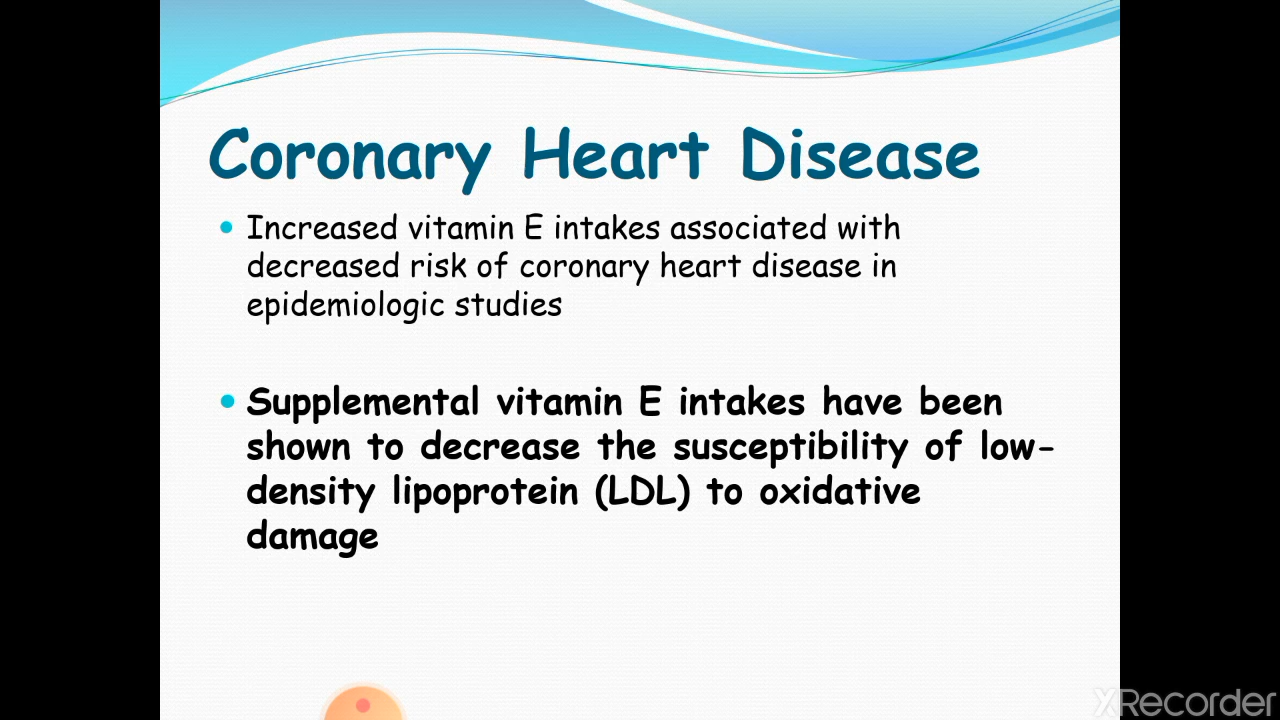 Coronary Heart Disease
• Increased vitamin E intakes associated with
decreased risk of coronary heart disease in
epidemiologic studies
• Supplemental vitamin E intakes have been
shown to decrease the susceptibility of low-
density lipoprotein (LDL) to oxidative
damage
XRecorder